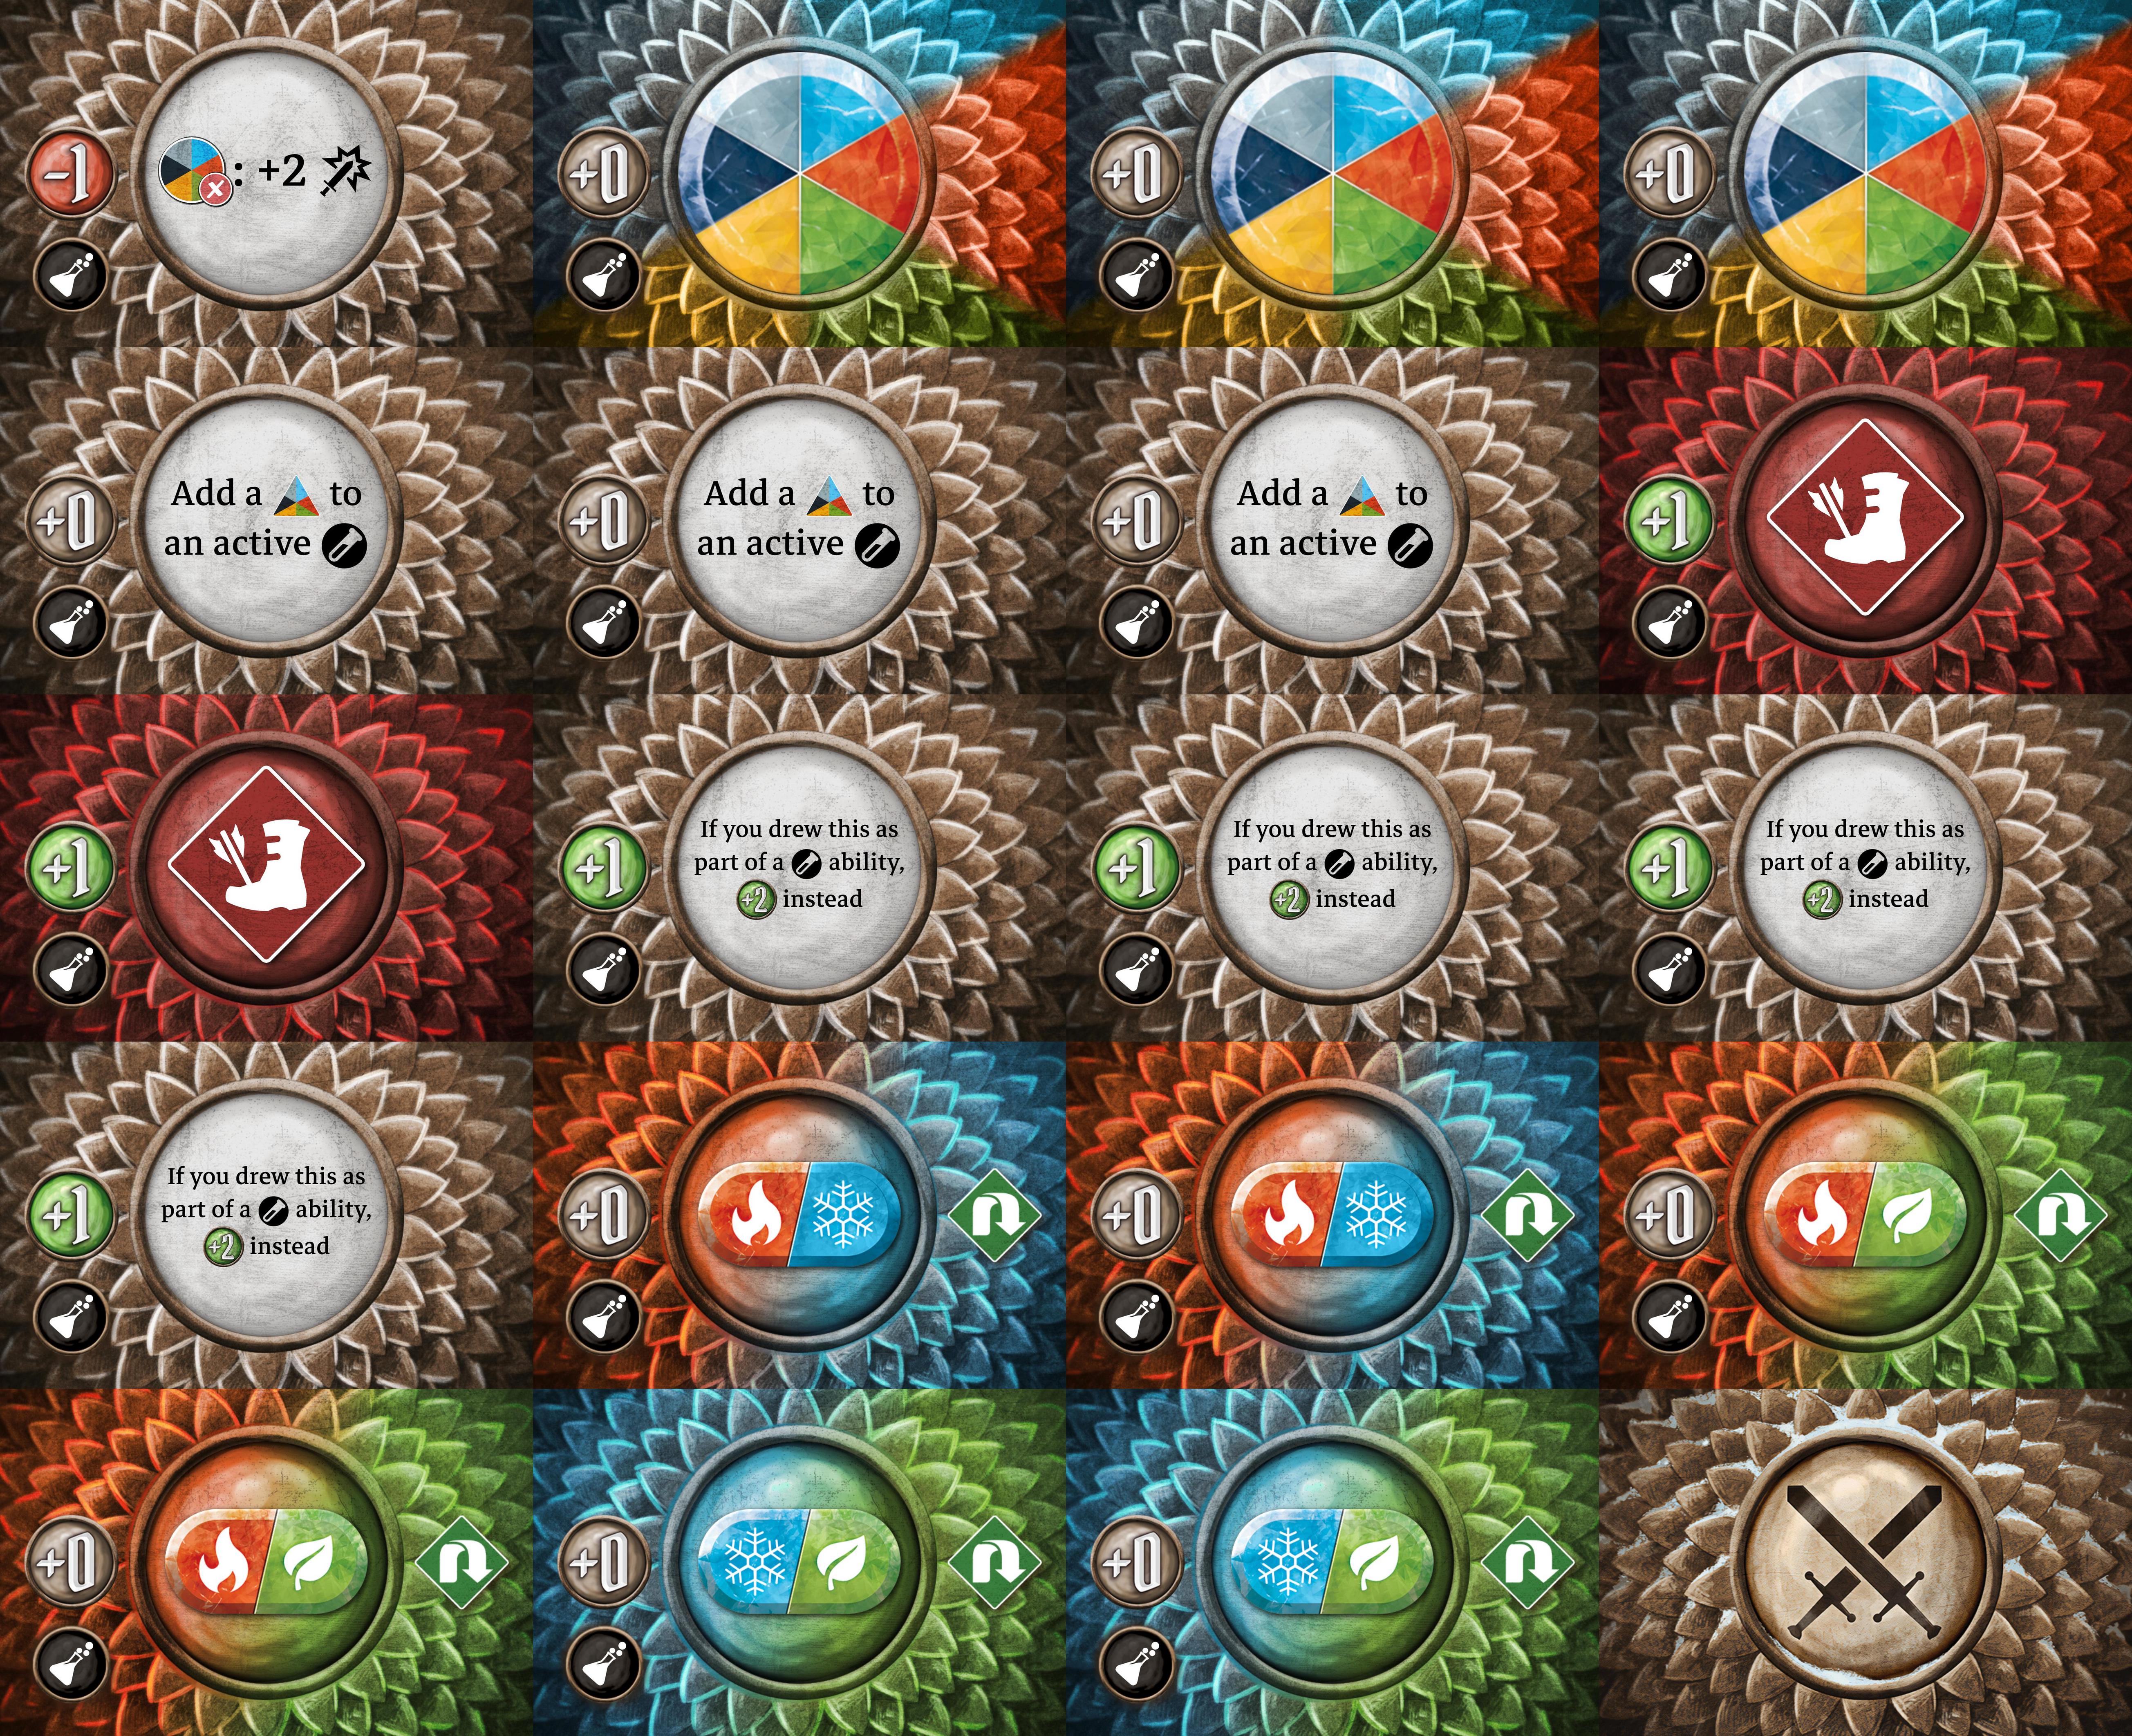 -1
: +2
+0
+0
+0
+0
Add a to
an active
+0
Add a to
an active
+0
Add a to
an active
+1
+1
+1
If you drew this as
part of a ability,
+2 instead
+1
If you drew this as
part of a ability,
+2 instead
+1
If you drew this as
part of a ability,
+2 instead
+1
If you drew this as
part of a ability,
+2 instead
+0
+0
+0
+0
+0
+0